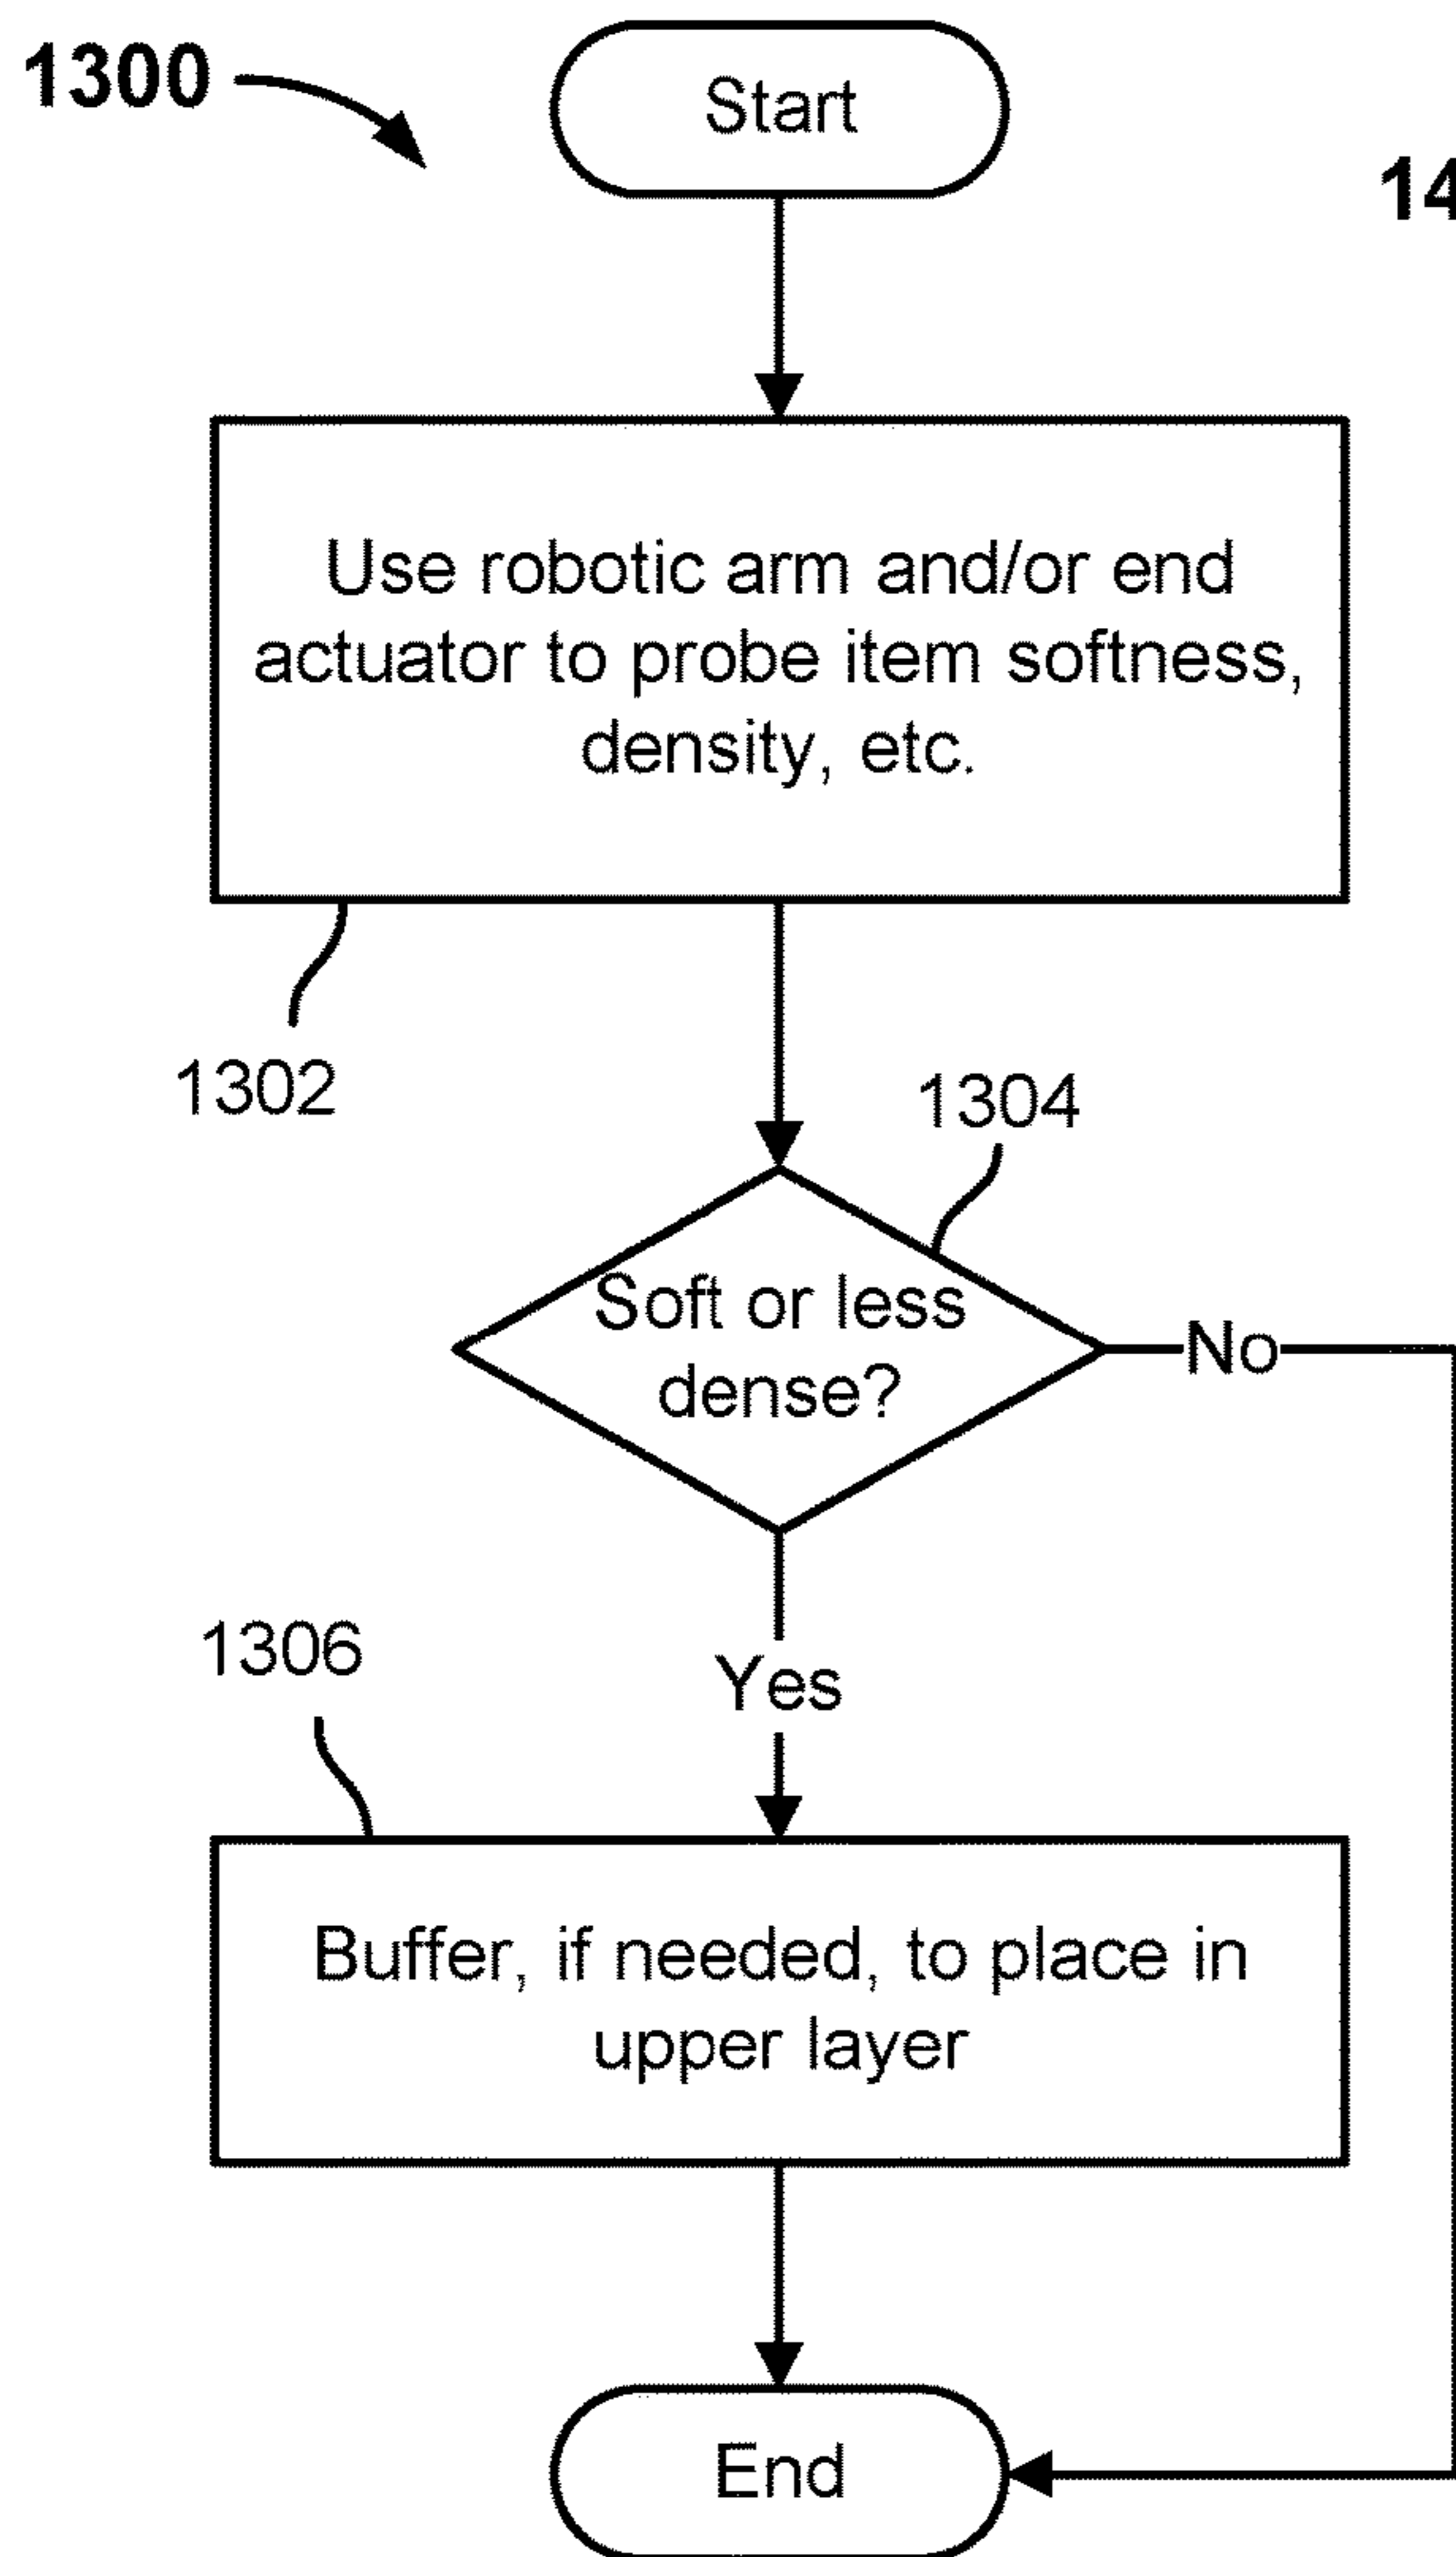 1300
Start
14
Use robotic arm and/or end
actuator to probe item softness,
density, etc.
1302
1304
Soft or less
dense?
No
1306
Yes
Buffer, if needed, to place in
upper layer
End